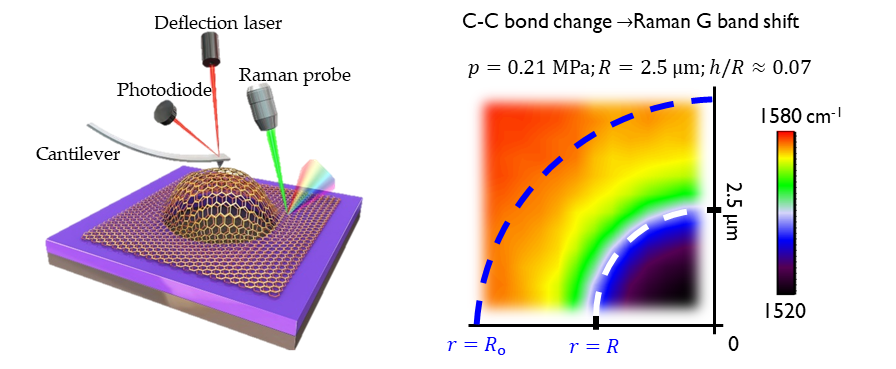 Deflection laser
Photodiode
Raman probe
Cantilever
C-C bond change →Raman G band shift
p = 0.21 MPa; R = 2.5 μm; h/R ≈ 0.07
1580 cm⁻¹
2.5 μm
1520
r = Rₒ
r = R
0